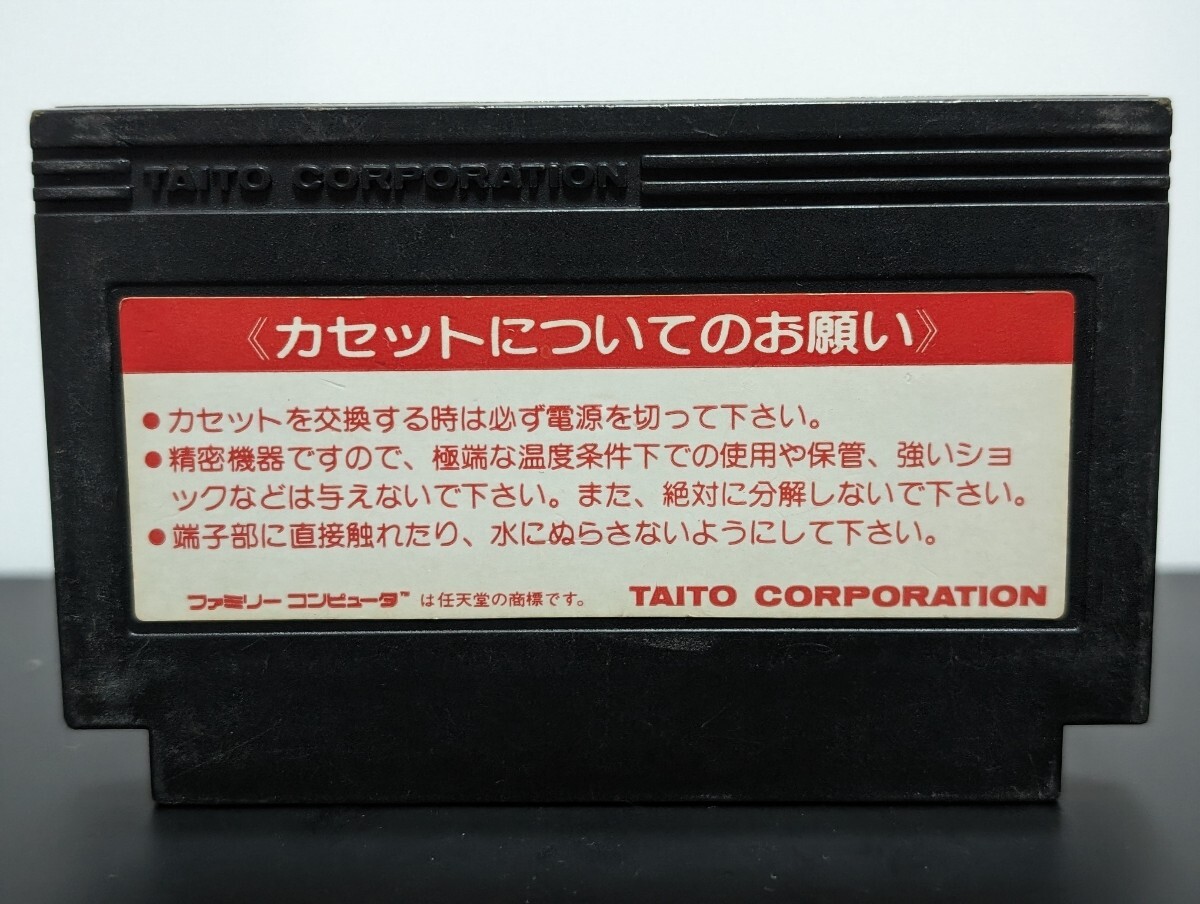 TAITO CORPORATION
《カセットについてのお願い》
●カセットを交換する時は必ず電源を切って下さい。
●精密機器ですので、極端な温度条件下での使用や保管、強いショ
ックなどは与えないで下さい。また、絶対に分解しないで下さい。
●端子部に直接触れたり、水にぬらさないようにして下さい。
ファミリーコンピュータ™は任天堂の商標です。 TAITO CORPORATION